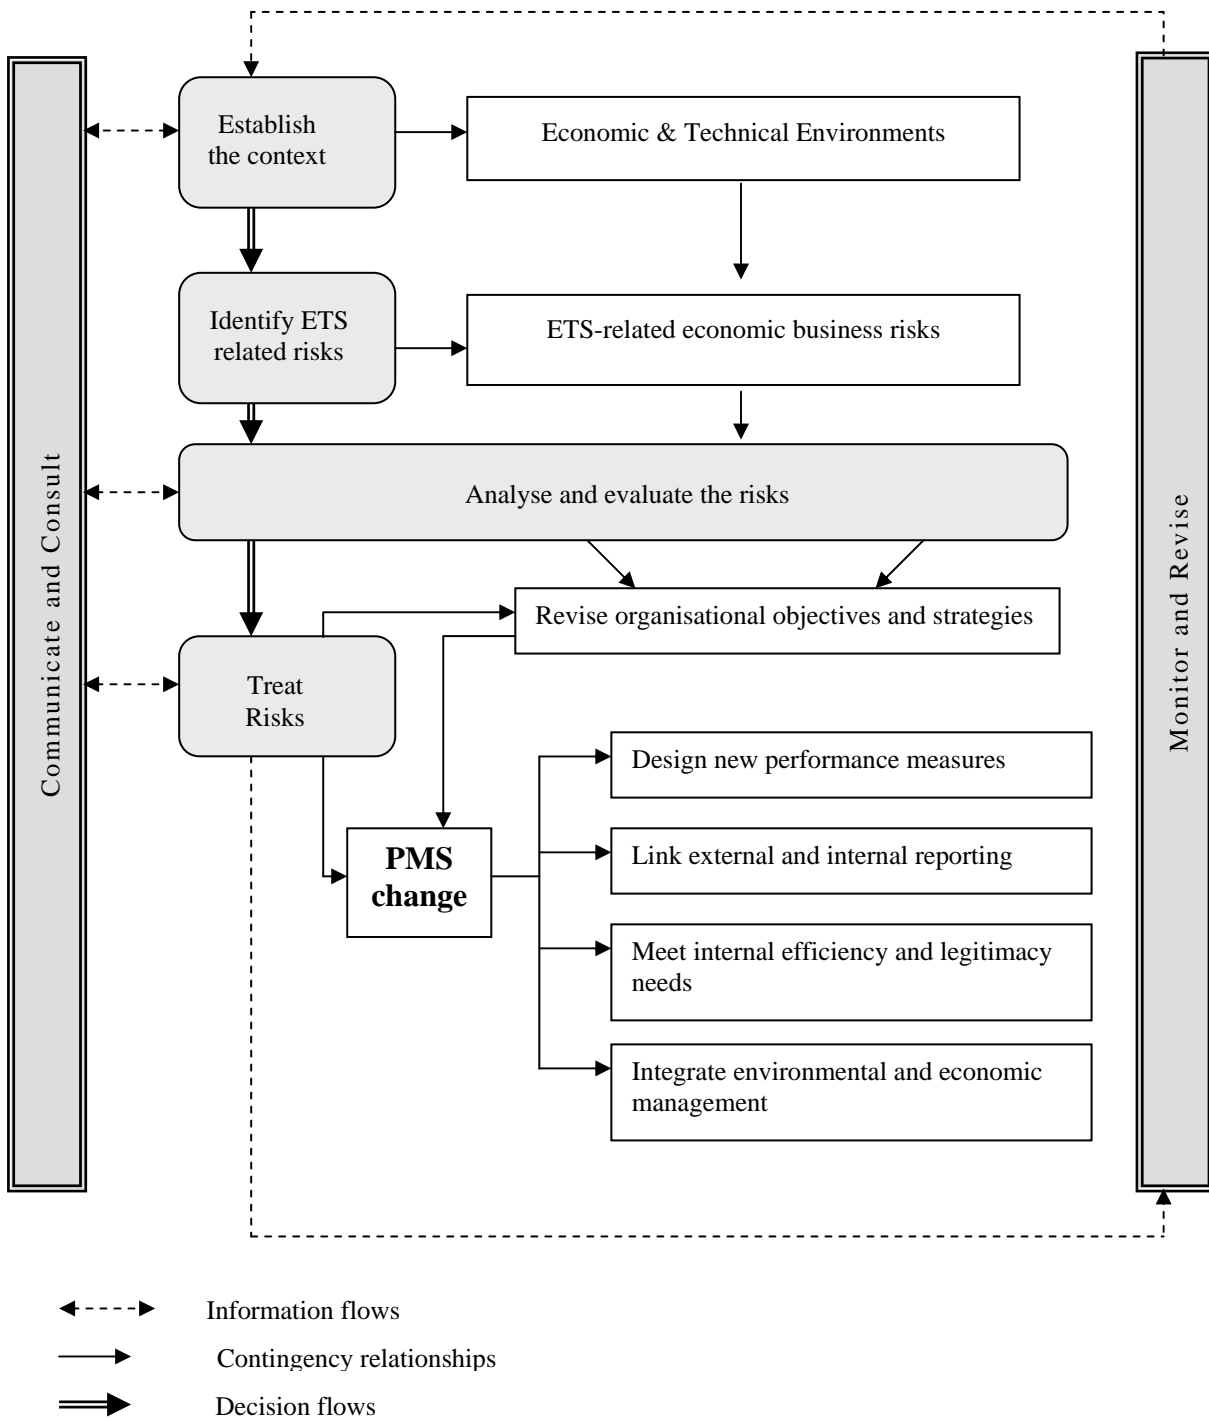 Establish
the context
Economic & Technical Environments
Identify ETS
related risks
ETS-related economic business risks
Communicate and Consult
Analyse and evaluate the risks
Monitor and Revise
Revise organisational objectives and strategies
Treat
Risks
Design new performance measures
PMS
change
Link external and internal reporting
Meet internal efficiency and legitimacy
needs
Integrate environmental and economic
management
Information flows
Contingency relationships
Decision flows